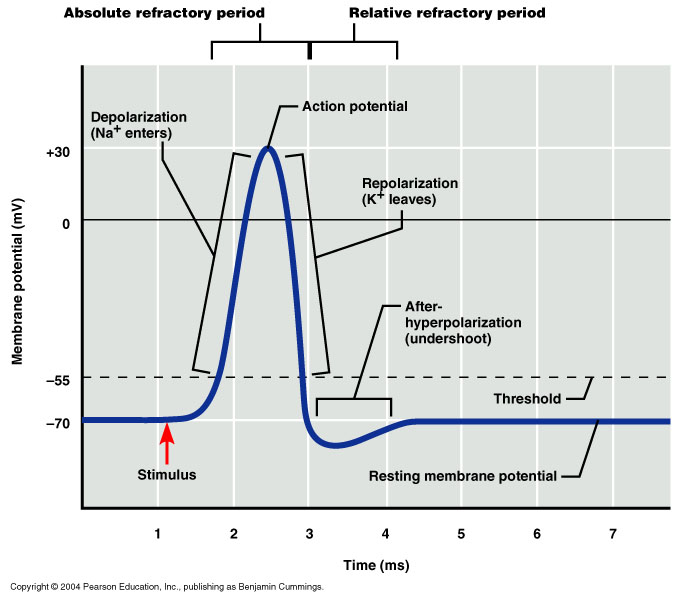 Absolute refractory period
Relative refractory period
Depolarization
(Na+ enters)
Action potential
+30
Repolarization
(K+ leaves)
Membrane potential (mV)
0
After-
hyperpolarization
(undershoot)
–55
Threshold
–70
Stimulus
Resting membrane potential
1 2 3 4 5 6 7
Time (ms)
Copyright © 2004 Pearson Education, Inc., publishing as Benjamin Cummings.